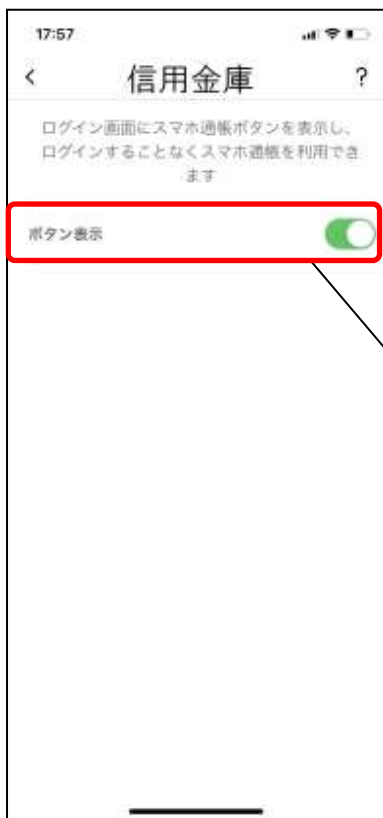 17:57
< 信用金庫 ?
ログイン画面にスマホ通帳ボタンを表示し、
ログインすることなくスマホ通帳を利用でき
ます
ボタン表示